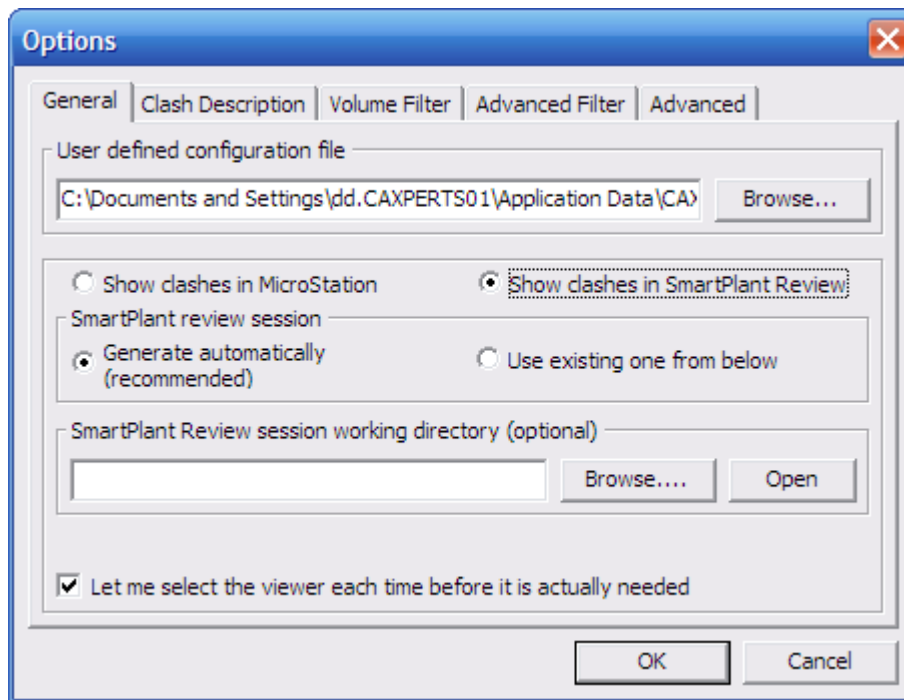 Options
General Clash Description Volume Filter Advanced Filter Advanced
User defined configuration file
C:\Documents and Settings\dd.CAXPERTS01\Application Data\CAX Browse...
Show clashes in MicroStation Show clashes in SmartPlant Review
SmartPlant review session
Generate automatically
(recommended)
Use existing one from below
SmartPlant Review session working directory (optional)
Browse.... Open
Let me select the viewer each time before it is actually needed
OK Cancel